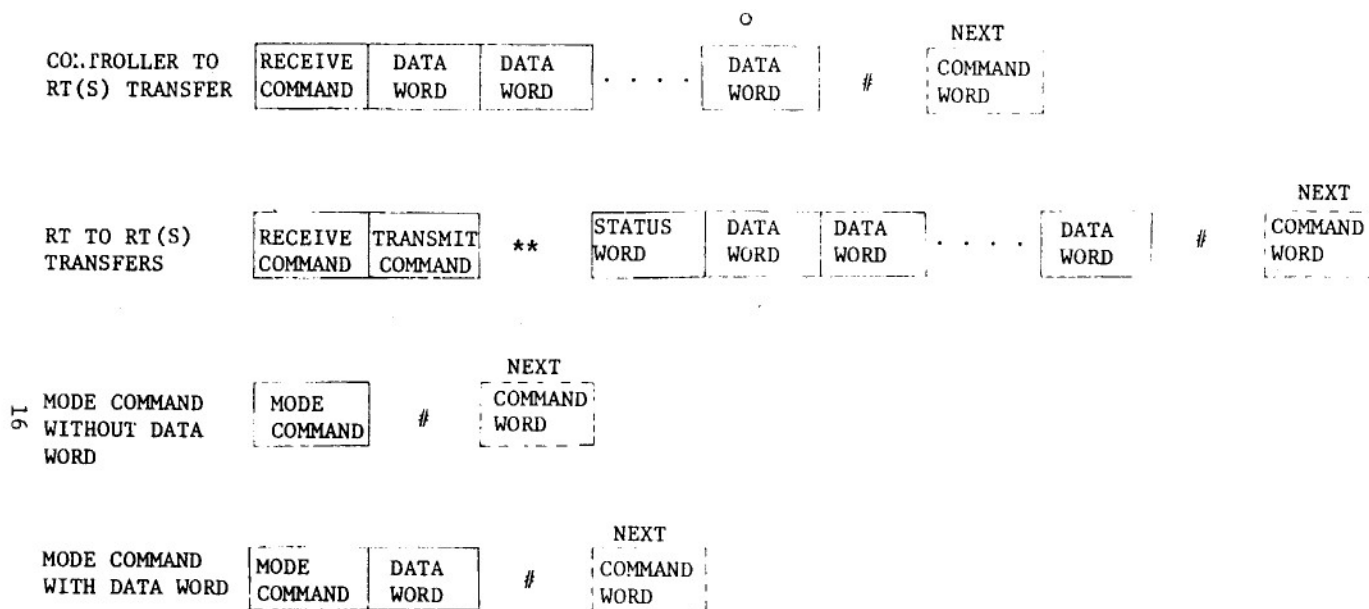 NEXT
CONTROLLER TO RECEIVE DATA DATA DATA COMMAND
RT(S) TRANSFER COMMAND WORD WORD . . . . WORD # WORD
NEXT
RT TO RT(S) RECEIVE TRANSMIT ** STATUS DATA DATA . . . . DATA # COMMAND
TRANSFERS COMMAND COMMAND WORD WORD WORD WORD WORD
NEXT
MODE COMMAND MODE # COMMAND
WITHOUT DATA COMMAND WORD
WORD
16
NEXT
MODE COMMAND MODE DATA # COMMAND
WITH DATA WORD COMMAND WORD WORD